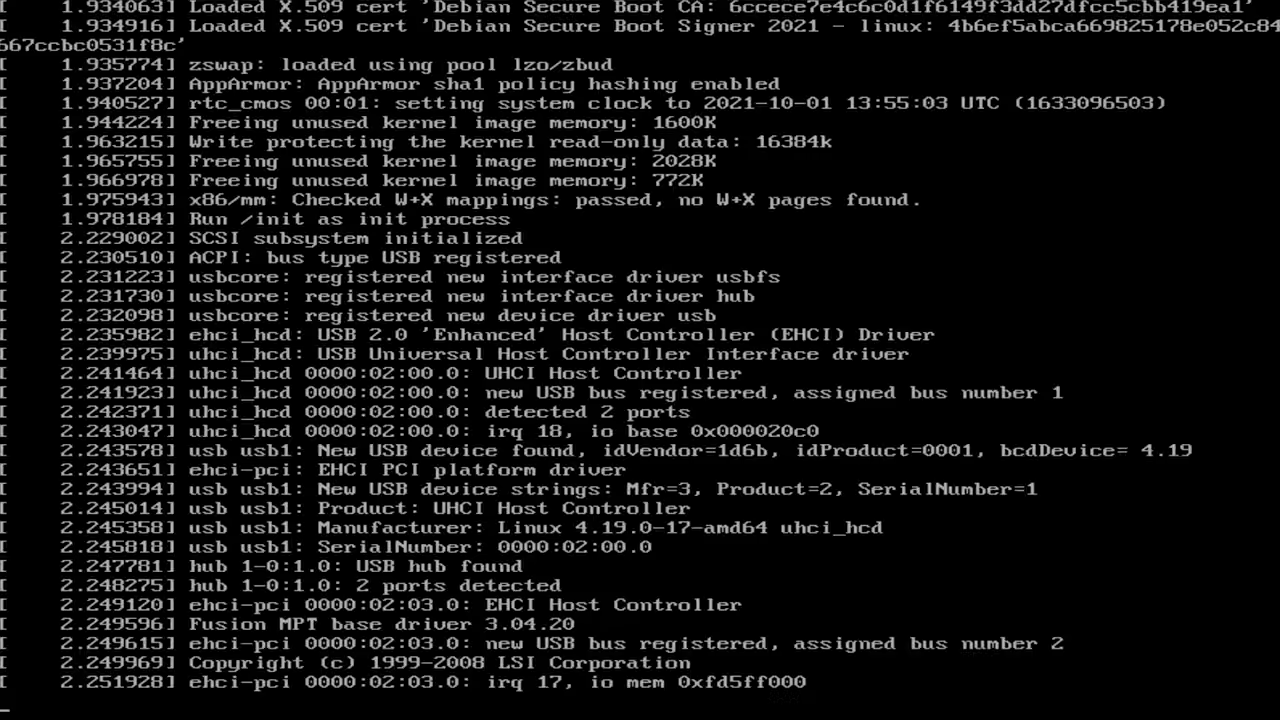 [    1.934063] Loaded X.509 cert 'Debian Secure Boot CA: 6ccece7e4c6c0d1f6149f3dd27dfcc5cbb419ea1'
[    1.934916] Loaded X.509 cert 'Debian Secure Boot Signer 2021 - linux: 4b6ef5abca669825178e052c84
667ccbc0531f8c'
[    1.935774] zswap: loaded using pool lzo/zbud
[    1.937204] AppArmor: AppArmor sha1 policy hashing enabled
[    1.940527] rtc_cmos 00:01: setting system clock to 2021-10-01 13:55:03 UTC (1633096503)
[    1.944224] Freeing unused kernel image memory: 1600K
[    1.963215] Write protecting the kernel read-only data: 16384k
[    1.965755] Freeing unused kernel image memory: 2028K
[    1.966978] Freeing unused kernel image memory: 772K
[    1.975943] x86/mm: Checked W+X mappings: passed, no W+X pages found.
[    1.978184] Run /init as init process
[    2.229002] SCSI subsystem initialized
[    2.230510] ACPI: bus type USB registered
[    2.231223] usbcore: registered new interface driver usbfs
[    2.231730] usbcore: registered new interface driver hub
[    2.232098] usbcore: registered new device driver usb
[    2.235982] ehci_hcd: USB 2.0 'Enhanced' Host Controller (EHCI) Driver
[    2.239975] uhci_hcd: USB Universal Host Controller Interface driver
[    2.241464] uhci_hcd 0000:02:00.0: UHCI Host Controller
[    2.241923] uhci_hcd 0000:02:00.0: new USB bus registered, assigned bus number 1
[    2.242371] uhci_hcd 0000:02:00.0: detected 2 ports
[    2.243047] uhci_hcd 0000:02:00.0: irq 18, io base 0x000020c0
[    2.243578] usb usb1: New USB device found, idVendor=1d6b, idProduct=0001, bcdDevice= 4.19
[    2.243651] ehci-pci: EHCI PCI platform driver
[    2.243994] usb usb1: New USB device strings: Mfr=3, Product=2, SerialNumber=1
[    2.245014] usb usb1: Product: UHCI Host Controller
[    2.245358] usb usb1: Manufacturer: Linux 4.19.0-17-amd64 uhci_hcd
[    2.245818] usb usb1: SerialNumber: 0000:02:00.0
[    2.247781] hub 1-0:1.0: USB hub found
[    2.248275] hub 1-0:1.0: 2 ports detected
[    2.249120] ehci-pci 0000:02:03.0: EHCI Host Controller
[    2.249596] Fusion MPT base driver 3.04.20
[    2.249615] ehci-pci 0000:02:03.0: new USB bus registered, assigned bus number 2
[    2.249969] Copyright (c) 1999-2008 LSI Corporation
[    2.251928] ehci-pci 0000:02:03.0: irq 17, io mem 0xfd5ff000